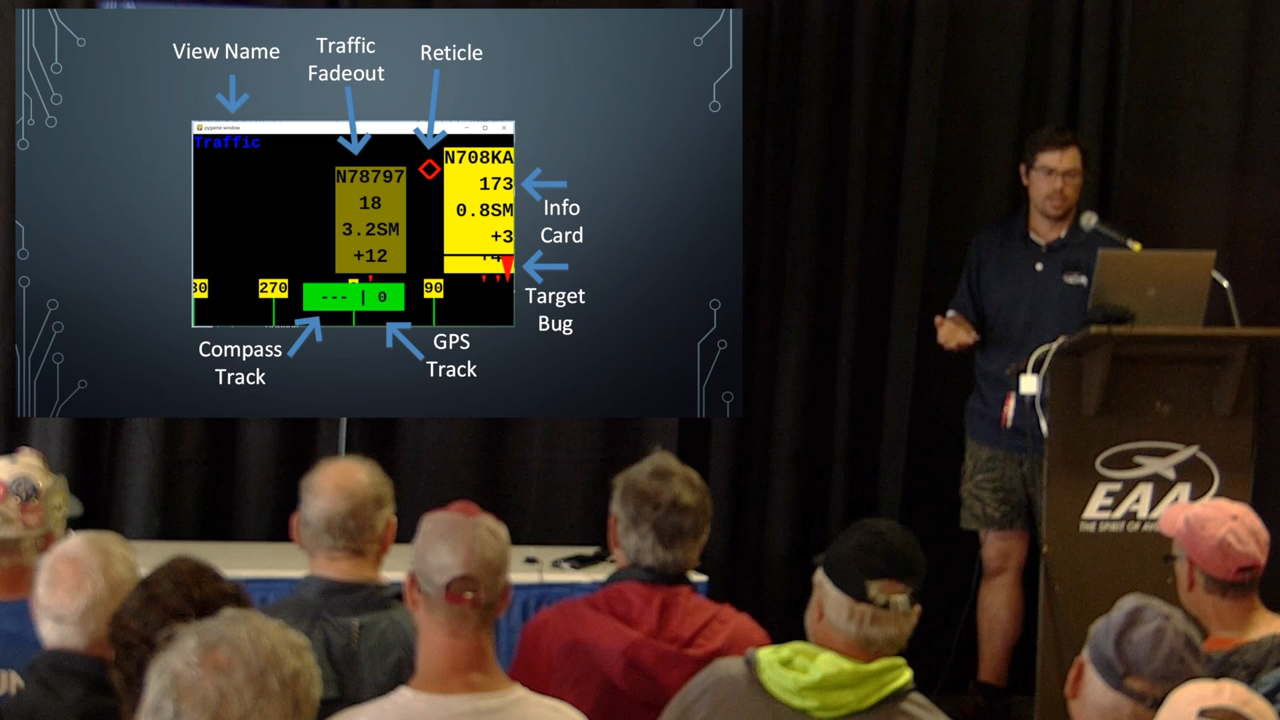 View Name
Traffic
Fadeout
Reticle
pygame window
Traffic
N78797
18
3.2SM
+12
N708KA
173
0.8SM
+3
Info
Card
Target
Bug
30
270
--- | 0
90
Compass
Track
GPS
Track
EAA
THE SPIRIT OF